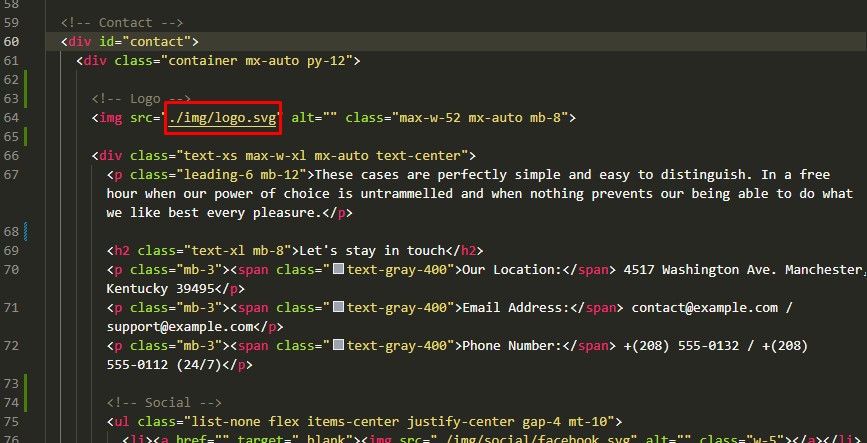 58
59 <!-- Contact -->
60 <div id="contact">
61 <div class="container mx-auto py-12">
62
63 <!-- Logo -->
64 <img src="./img/logo.svg" alt="" class="max-w-52 mx-auto mb-8">
65
66 <div class="text-xs max-w-xl mx-auto text-center">
67 <p class="leading-6 mb-12">These cases are perfectly simple and easy to distinguish. In a free
hour when our power of choice is untrammelled and when nothing prevents our being able to do what
we like best every pleasure.</p>
68
69 <h2 class="text-xl mb-8">Let's stay in touch</h2>
70 <p class="mb-3"><span class="text-gray-400">Our Location:</span> 4517 Washington Ave. Manchester,
Kentucky 39495</p>
71 <p class="mb-3"><span class="text-gray-400">Email Address:</span> contact@example.com /
support@example.com</p>
72 <p class="mb-3"><span class="text-gray-400">Phone Number:</span> +(208) 555-0132 / +(208)
555-0112 (24/7)</p>
73
74 <!-- Social -->
75 <ul class="list-none flex items-center justify-center gap-4 mt-10">
76 <li><a href="" target="_blank"><img src="./img/social/facebook.svg" alt="" class="w-5"></a></li>